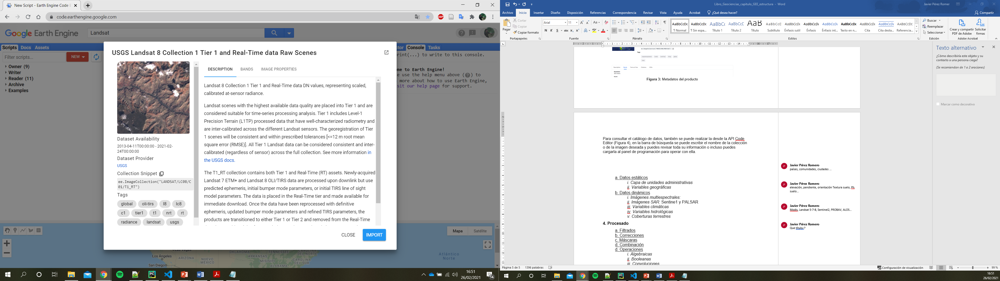 New Script - Earth Engine Code E
code.earthengine.google.com
Google Earth Engine
Landsat
Scripts Docs Assets
Filter scripts...
NEW
Owner (9)
Writer
Reader (11)
Archive
Examples
ctor Console Tasks
rint(...) to write to this console.
ome to Earth Engine!
e use the help menu above (?) to
more about how to use Earth Engine,
sit our help page for support.
USGS Landsat 8 Collection 1 Tier 1 and Real-Time data Raw Scenes
Dataset Availability
2013-04-11T00:00:00 - 2021-02-
24T00:00:00
Dataset Provider
USGS
Collection Snippet
ee.ImageCollection("LANDSAT/LC08/C
01/T1_RT")
Tags
global oli-tirs l8 lc8
c1 tier1 t1 nrt rt
radiance landsat usgs
DESCRIPTION BANDS IMAGE PROPERTIES
Landsat 8 Collection 1 Tier 1 and Real-Time data DN values, representing scaled,
calibrated at-sensor radiance.
Landsat scenes with the highest available data quality are placed into Tier 1 and are
considered suitable for time-series processing analysis. Tier 1 includes Level-1
Precision Terrain (L1TP) processed data that have well-characterized radiometry and
are inter-calibrated across the different Landsat sensors. The georegistration of Tier
1 scenes will be consistent and within prescribed tolerances [<=12 m root mean
square error (RMSE)]. All Tier 1 Landsat data can be considered consistent and inter-
calibrated (regardless of sensor) across the full collection. See more information in
the USGS docs.
The T1_RT collection contains both Tier 1 and Real-Time (RT) assets. Newly-acquired
Landsat 7 ETM+ and Landsat 8 OLI/TIRS data are processed upon downlink but use
predicted ephemeris, initial bumper mode parameters, or initial TIRS line of sight
model parameters. The data is placed in the Real-Time tier and made available for
immediate download. Once the data have been reprocessed with definitive
ephemeris, updated bumper mode parameters and refined TIRS parameters, the
products are transitioned to either Tier 1 or Tier 2 and removed from the Real-Time
CLOSE IMPORT
Mapa Satélite
Las Vegas
Los Ángeles
San Diego
ARIZONA
NUEVO
MÉXICO
OKLAHOMA
ARKANSAS
MISISIPI
TENNESSEE
ALABAMA
CAROLINA
DEL NORTE
CAROLINA
DEL SUR
Atlántico
Norte
16:51
26/02/2021
14
Libro_Geociencias_capitulo_GEE_estructura - Word
Javier Pérez Romer
Archivo Inicio Insertar Diseño Disposición Referencias Correspondencia Revisar Vista Ayuda Acrobat ¿Qué desea hacer? Compartir
Pegar
Cortar
Copiar
Copiar formato
Portapapeles
Arial 11
N K S abc
Fuente
Párrafo
AaBbCcDc AaBbCcDc AaBbCc AaBbCcD AaB AaBbCcD AaBbCcDc AaBbCcDc AaBbCcDc AaBbCcDc AaBbCcDc AaBbCcDc AABBCCDD
¶ Normal ¶ Sin espa... Título 1 Título 2 Título Subtítulo Énfasis sutil Énfasis Énfasis int... Texto en n... Cita Cita desta... Referencia...
Estilos
Buscar
Reemplazar
Seleccionar
Edición
Crear y compartir
PDF de Adobe
Solicitar
firmas
Adobe Acrobat
Tags
Description Bands Terms of Use Citations DOIs
Resolution
Figura 3: Metadatos del producto
Para consultar el catálogo de datos, también se puede realizar la desde la API Code
Editor (Figura 4), en la barra de búsqueda se puede escribir el nombre de la colección
o de la imagen deseada y puedes revisar toda su información o incluso puedes
cargarla al panel de programación para operar con ella.
a. Datos estáticos
i. Capa de unidades administrativas
ii. Variables geográficas
b. Datos dinámicos
i. Imágenes multiespectrales:
ii. Imágenes SAR: Sentine1 y PALSAR
iii. Variables climáticas
iv. Variables hidrológicas
v. Coberturas terrestres
4. Procesado
a. Filtrados
b. Correcciones
c. Máscaras
d. Combinación
d. Operaciones
i. Algebraicas
ii. Booleanas
iii. Convoluciones
JP Javier Pérez Romero
países, comunidades, ciudades ...
JP Javier Pérez Romero
elevación, pendiente, orientación Textura suelo, Ph
suelo...
JP Javier Pérez Romero
Modis, Landsat 5-7-8, Sentinel2, PROBAV, ALOS...
JP Javier Pérez Romero
Que título¿?
Texto alternativo
¿Cómo describiría este objeto y su
contexto a una persona ciega?
(Se recomiendan de 1 a 2 oraciones)
Marcar como decorativo
Página 5 de 5 1396 palabras
Configuración de visualización
99 %
16:51
26/02/2021